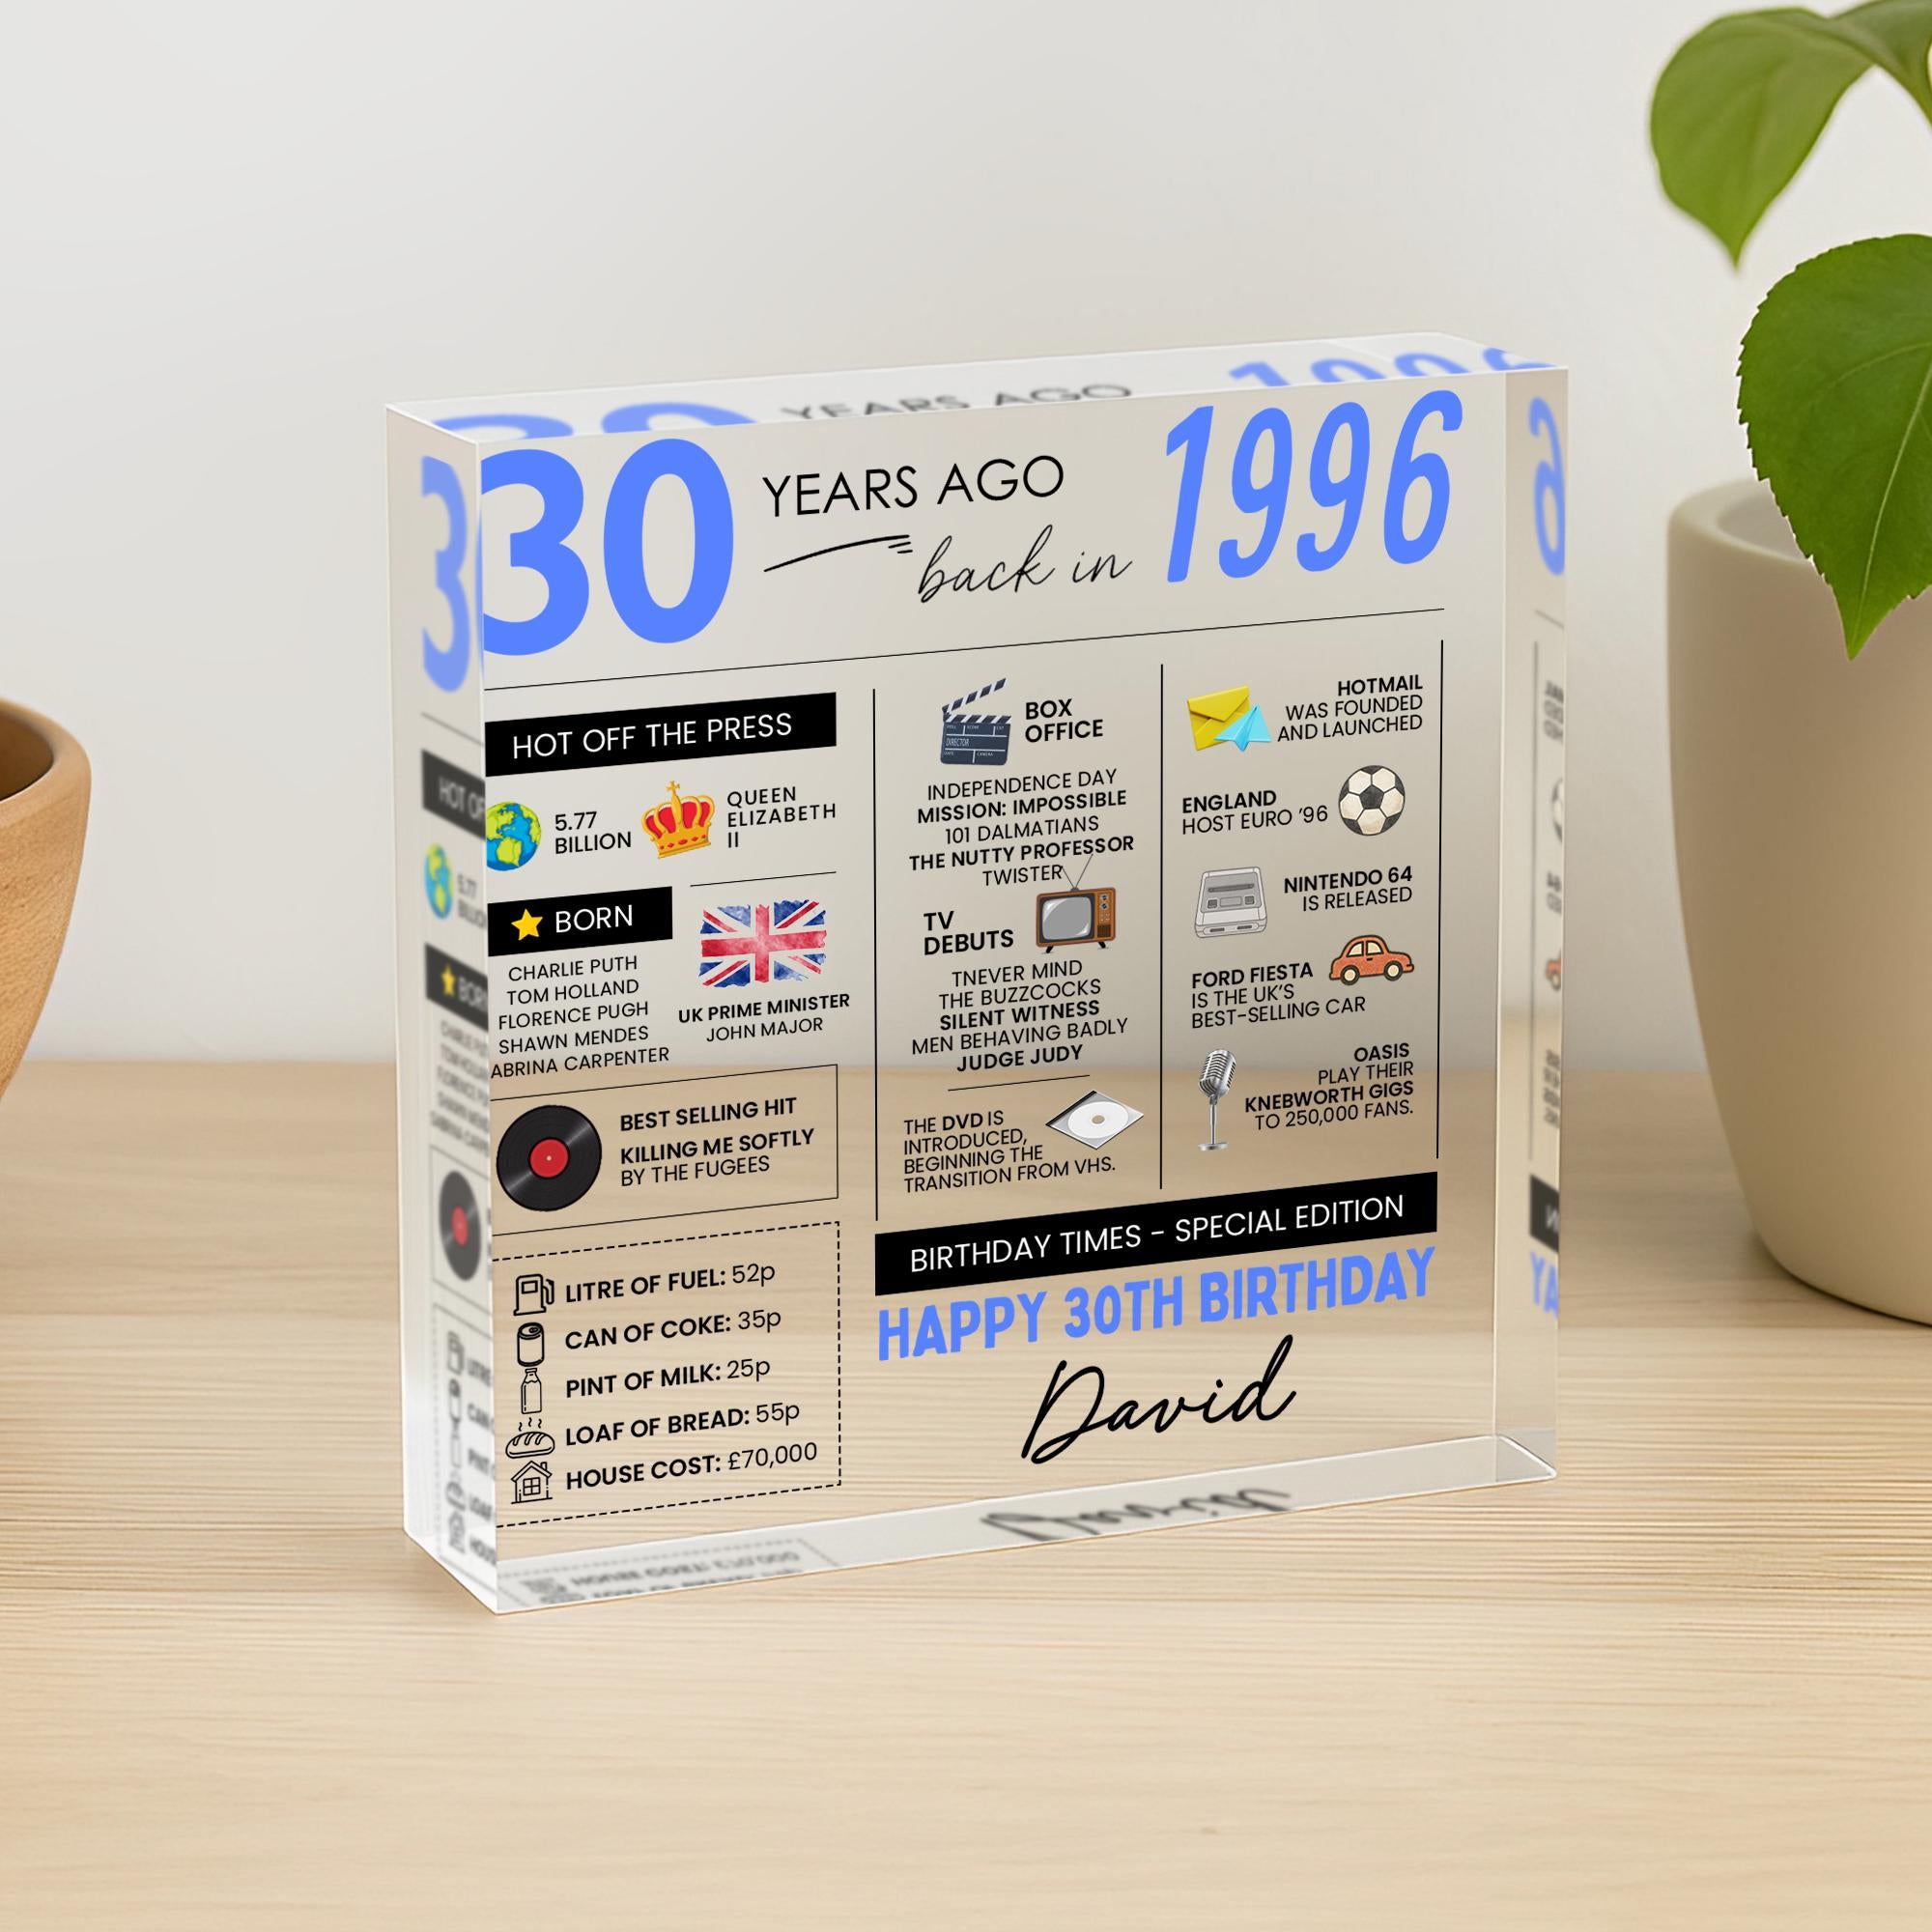 30 YEARS AGO
back in 1996
HOT OFF THE PRESS
5.77
BILLION
QUEEN
ELIZABETH
II
BORN
CHARLIE PUTH
TOM HOLLAND
FLORENCE PUGH
SHAWN MENDES
ABRINA CARPENTER
UK PRIME MINISTER
JOHN MAJOR
BEST SELLING HIT
KILLING ME SOFTLY
BY THE FUGEES
LITRE OF FUEL: 52p
CAN OF COKE: 35p
PINT OF MILK: 25p
LOAF OF BREAD: 55p
HOUSE COST: £70,000
BOX
OFFICE
DIRECTOR
INDEPENDENCE DAY
MISSION: IMPOSSIBLE
101 DALMATIANS
THE NUTTY PROFESSOR
TWISTER
TV
DEBUTS
TNEVER MIND
THE BUZZCOCKS
SILENT WITNESS
MEN BEHAVING BADLY
JUDGE JUDY
THE DVD IS
INTRODUCED,
BEGINNING THE
TRANSITION FROM VHS.
HOTMAIL
WAS FOUNDED
AND LAUNCHED
ENGLAND
HOST EURO '96
NINTENDO 64
IS RELEASED
FORD FIESTA
IS THE UK'S
BEST-SELLING CAR
OASIS
PLAY THEIR
KNEBWORTH GIGS
TO 250,000 FANS.
BIRTHDAY TIMES - SPECIAL EDITION
HAPPY 30TH BIRTHDAY
David